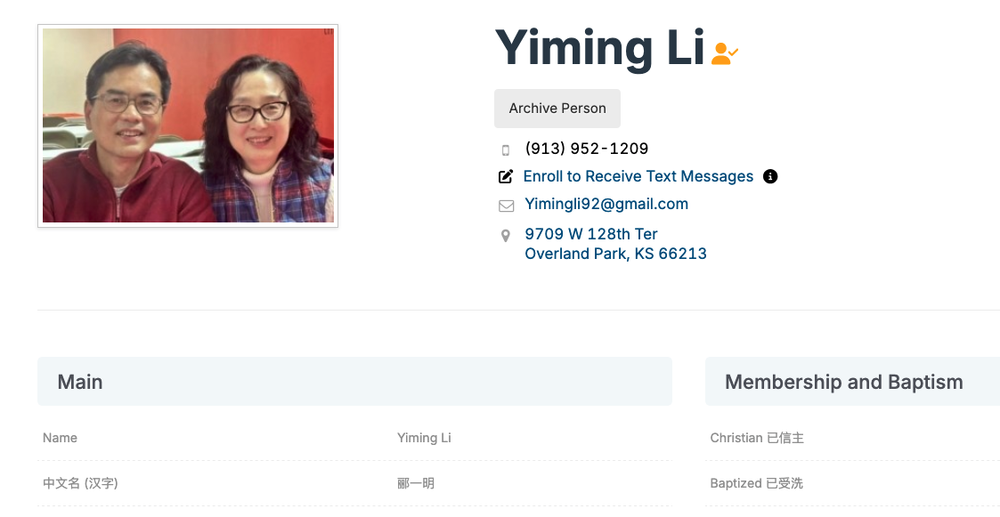 Yiming Li
Archive Person
(913) 952-1209
Enroll to Receive Text Messages
Yimingli92@gmail.com
9709 W 128th Ter
Overland Park, KS 66213
Main
Name Yiming Li
中文名 (汉字) 郦一明
Membership and Baptism
Christian 已信主
Baptized 已受洗